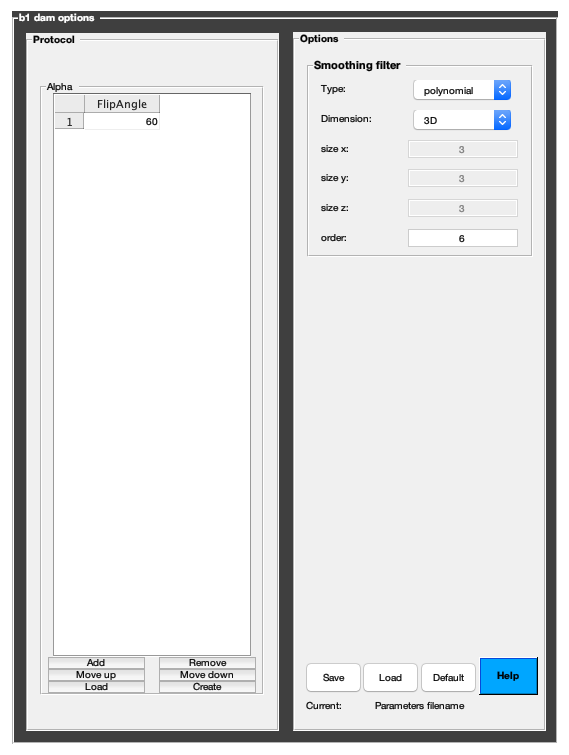 b1 dam options
Protocol
Alpha
FlipAngle
1 60
Add Remove
Move up Move down
Load Create
Options
Smoothing filter
Type: polynomial
Dimension: 3D
size x: 3
size y: 3
size z: 3
order: 6
Save Load Default Help
Current: Parameters filename